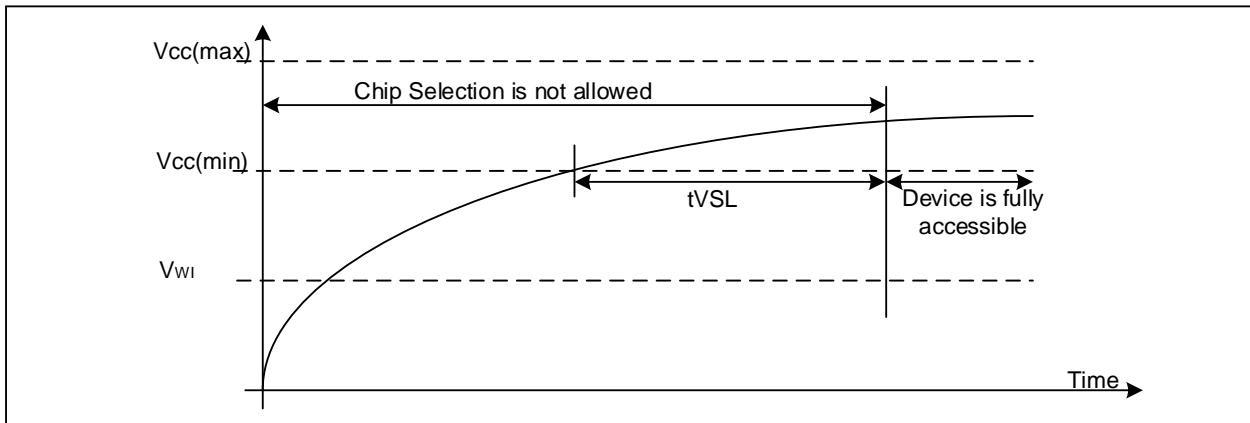 Vcc(max)
Chip Selection is not allowed
Vcc(min)
tVSL
Device is fully
accessible
VWI
Time